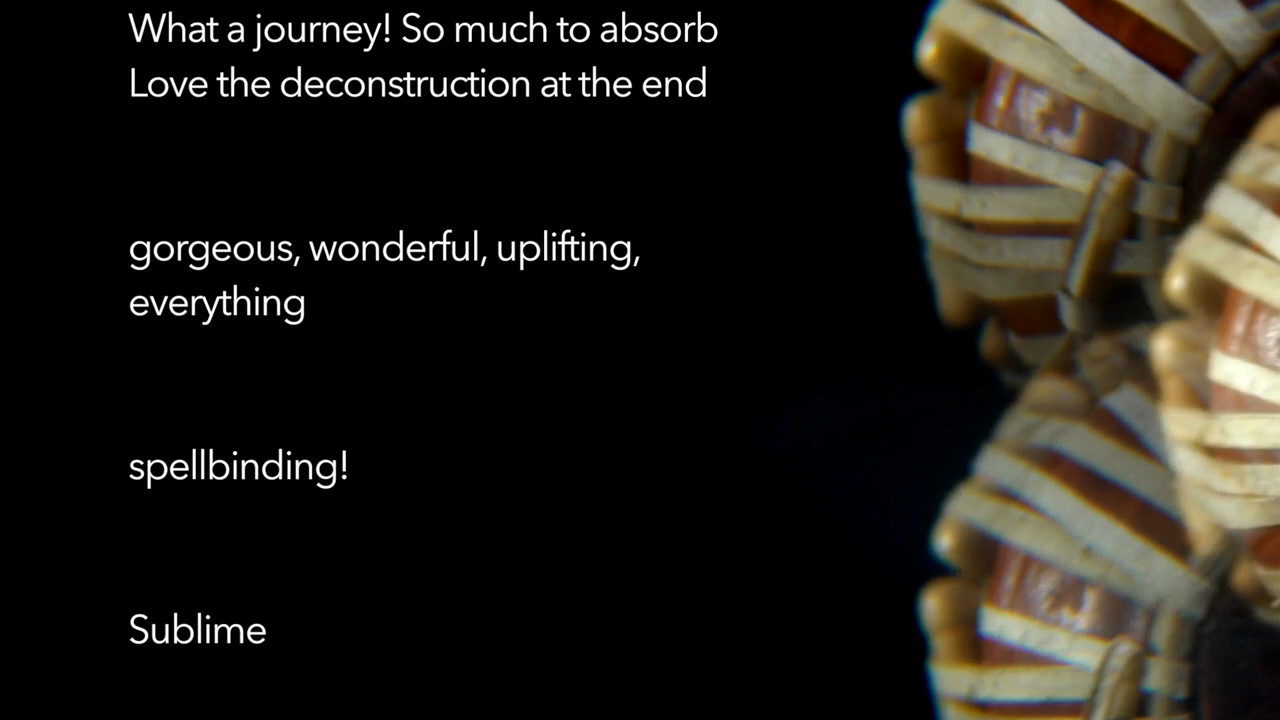 What a journey! So much to absorb
Love the deconstruction at the end
gorgeous, wonderful, uplifting,
everything
spellbinding!
Sublime